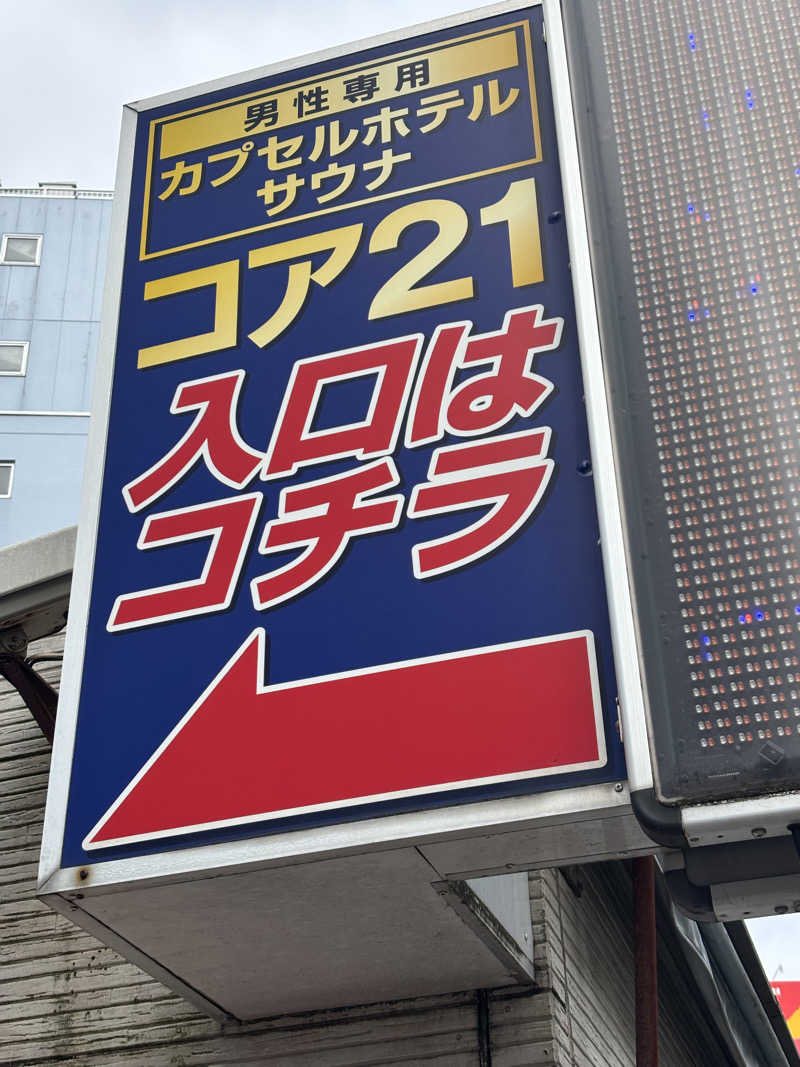 男性専用
カプセルホテル
サウナ
コア21
入口は
コチラ